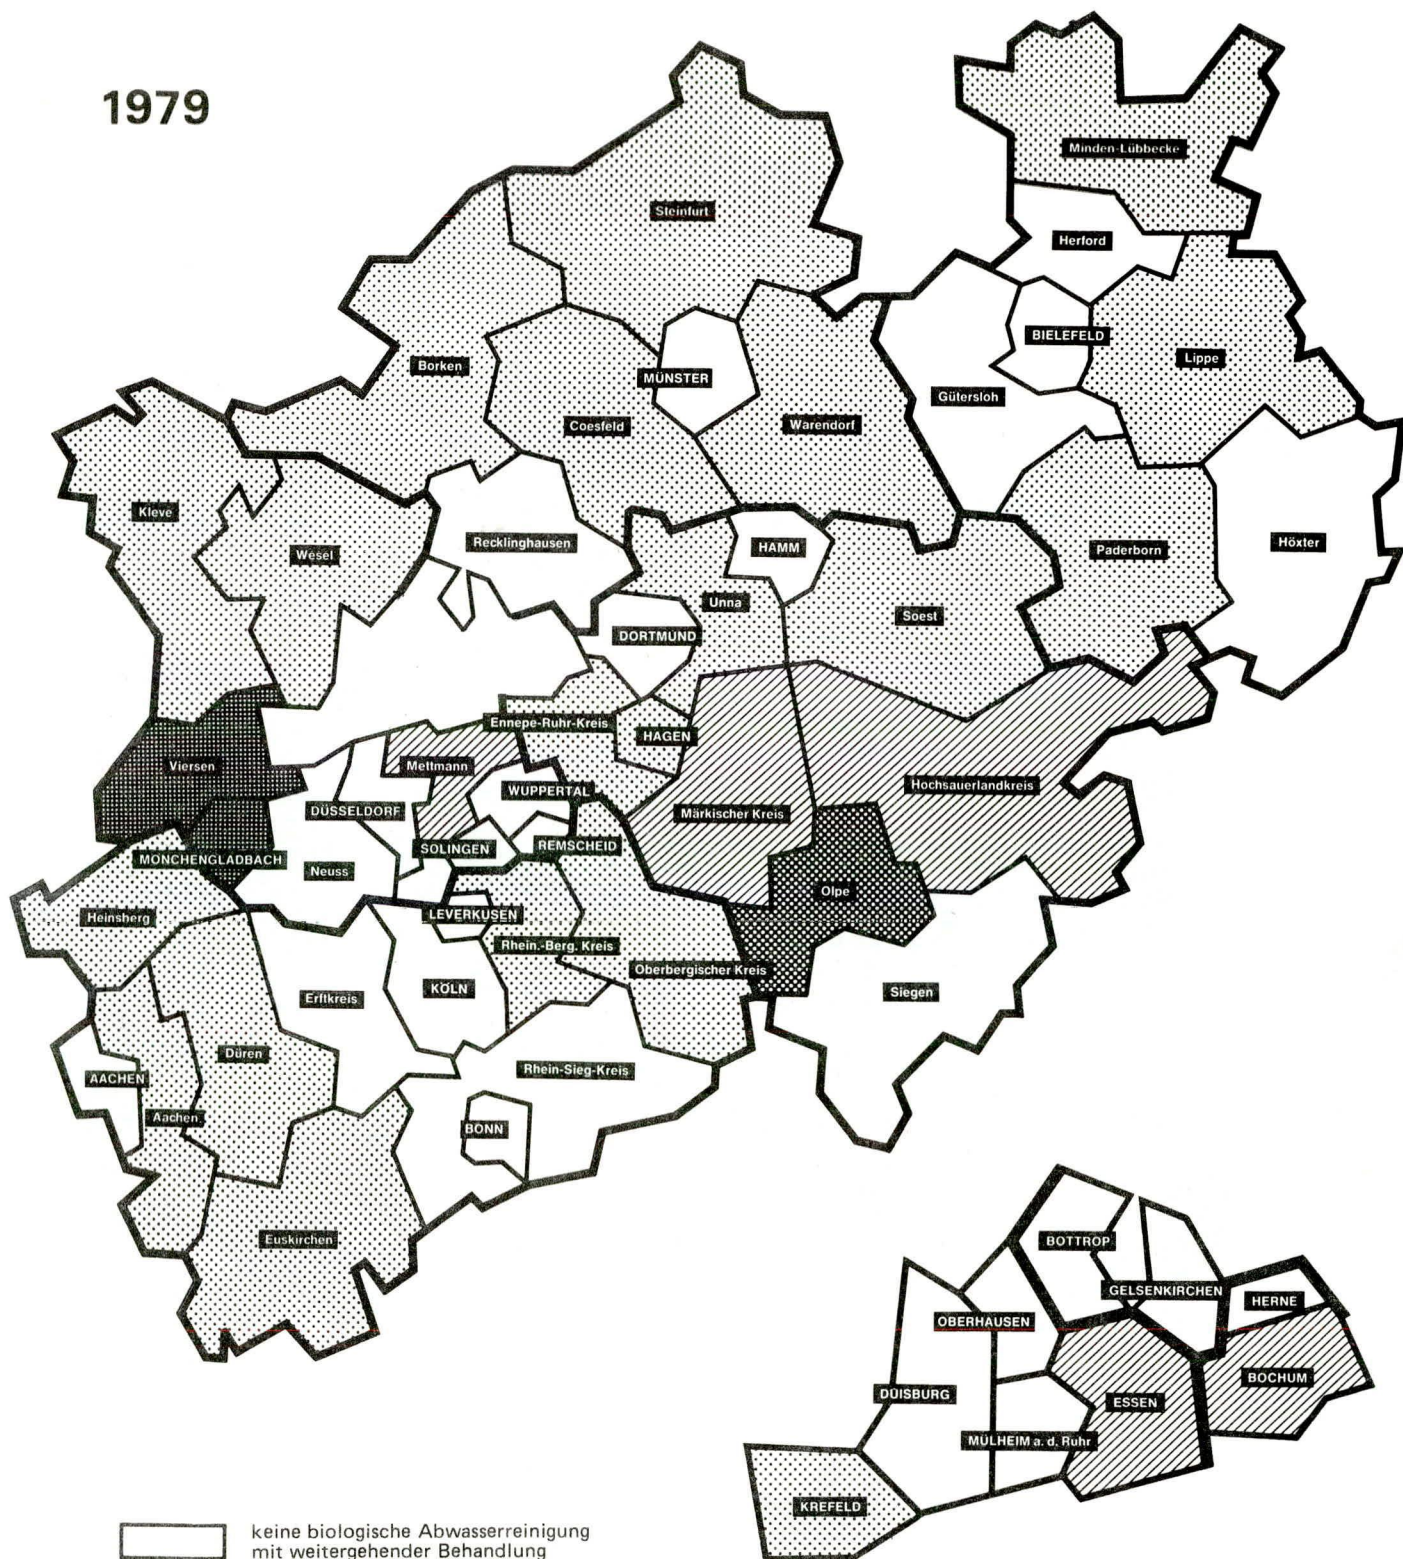 1979
Minden-Lübbecke
Steinfurt
Herford
BIELEFELD
Lippe
Borken
MÜNSTER
Gütersloh
Coesfeld
Warendorf
Kleve
Wesel
Recklinghausen
HAMM
Paderborn
Höxter
Unna
Soest
DORTMUND
Ennepe-Ruhr-Kreis
HAGEN
Viersen
Mettmann
Hochsauerlandkreis
WUPPERTAL
DÜSSELDORF
Märkischer Kreis
SOLINGEN
REMSCHEID
MÖNCHENGLADBACH
Neuss
Olpe
Heinsberg
LEVERKUSEN
Rhein.-Berg. Kreis
Oberbergischer Kreis
Erftkreis
KÖLN
Siegen
Düren
Rhein-Sieg-Kreis
AACHEN
Aachen
BONN
Euskirchen
BOTTROP
GELSENKIRCHEN
HERNE
OBERHAUSEN
BOCHUM
DUISBURG
ESSEN
MÜLHEIM a. d. Ruhr
KREFELD
keine biologische Abwasserreinigung
mit weitergehender Behandlung